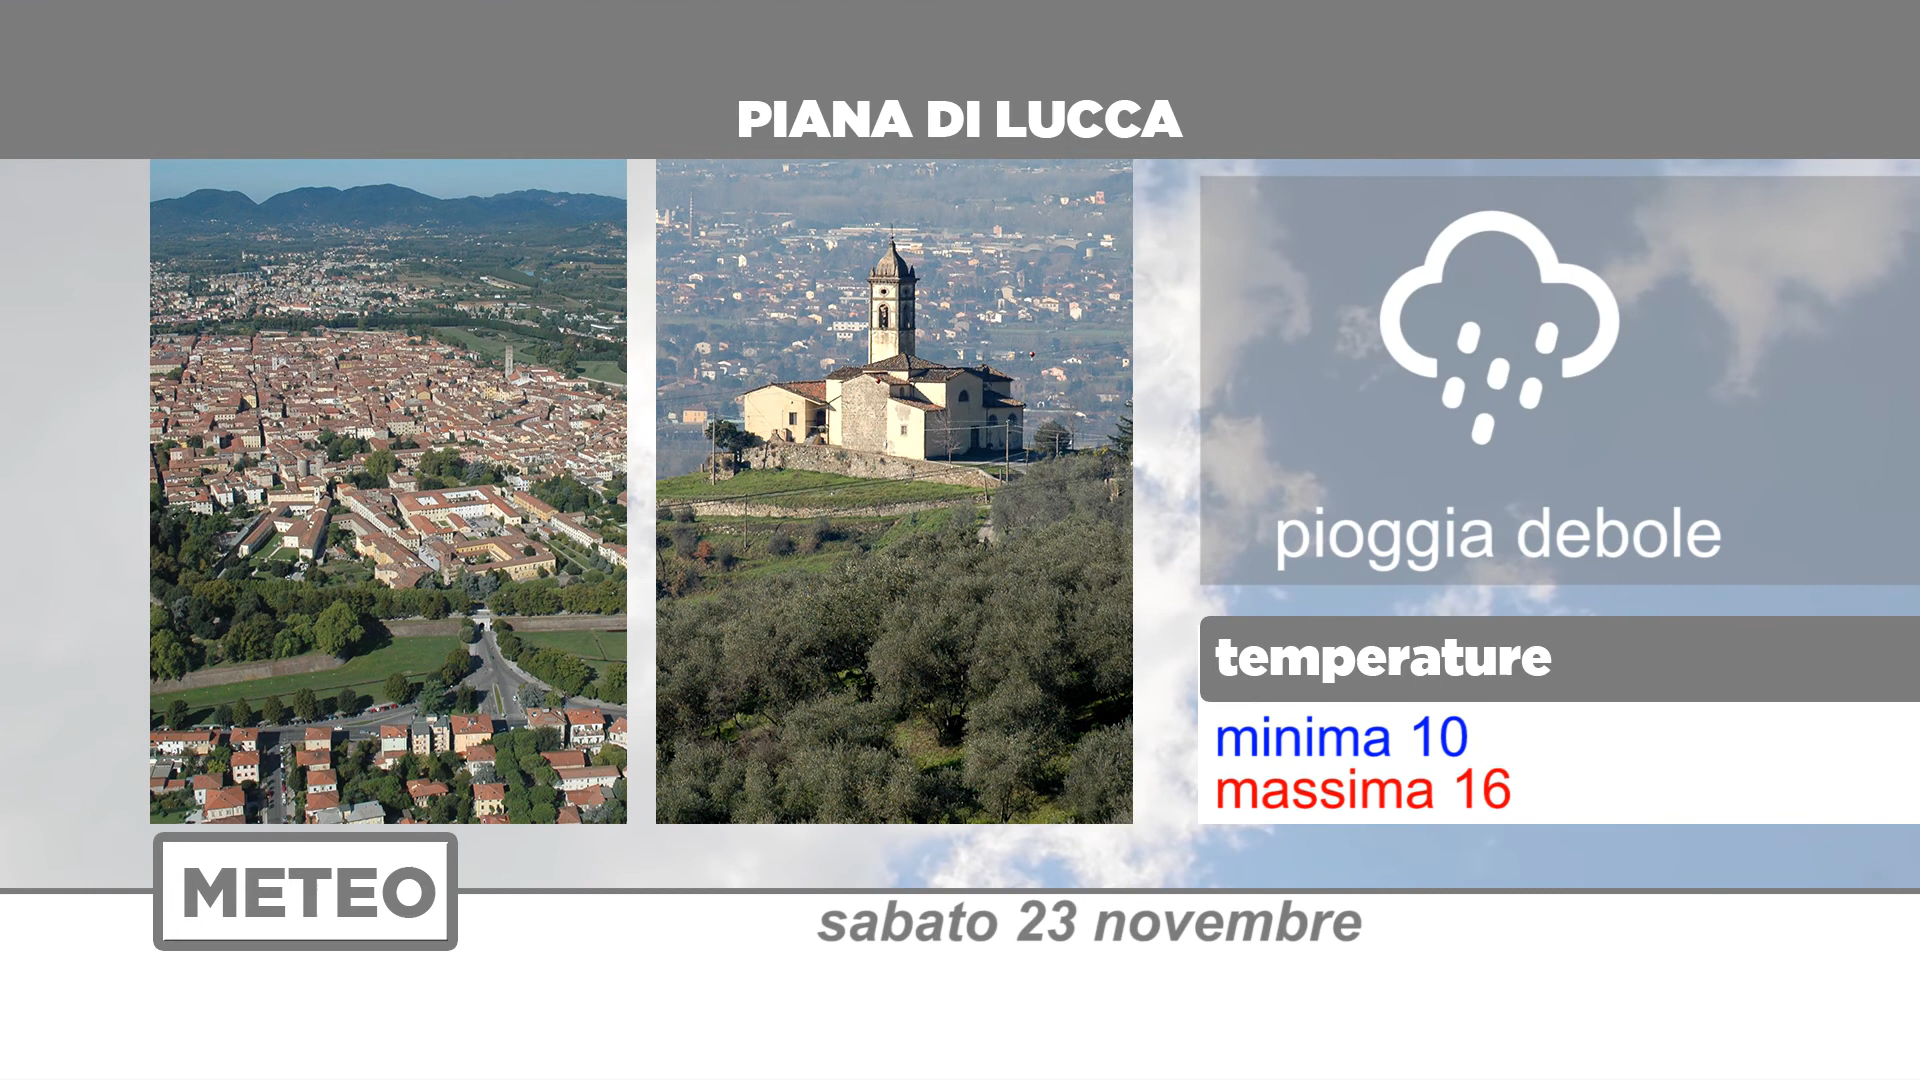 PIANA DI LUCCA
pioggia debole
temperature
minima 10
massima 16
METEO
sabato 23 novembre